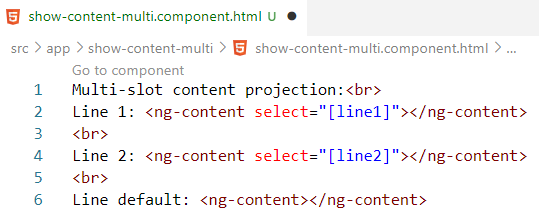 show-content-multi.component.html U ●
src > app > show-content-multi > show-content-multi.component.html > ...
Go to component
1 Multi-slot content projection:<br>
2 Line 1: <ng-content select="[line1]"></ng-content>
3 <br>
4 Line 2: <ng-content select="[line2]"></ng-content>
5 <br>
6 Line default: <ng-content></ng-content>